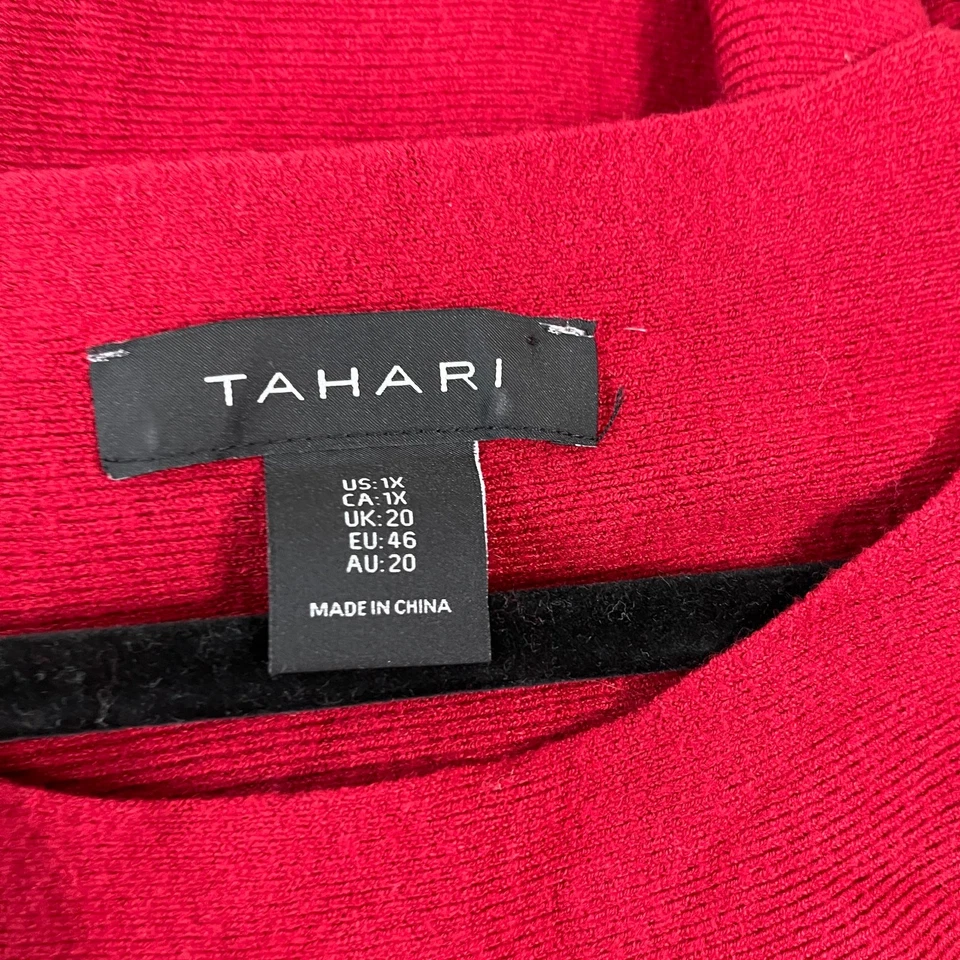 TAHARI
US: 1X
CA: 1X
UK: 20
EU: 46
AU: 20
MADE IN CHINA